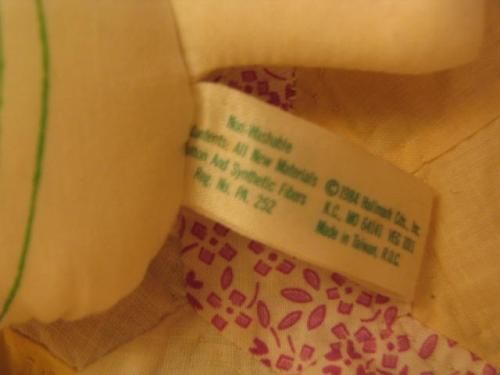 Non-Washable
Contents: All New Materials
Cotton And Synthetic Fibers
Reg. No. PA. 252
© 1984 Hallmark Cds., Inc.
K.C., MO 64141
Made in Taiwan, R.O.C.